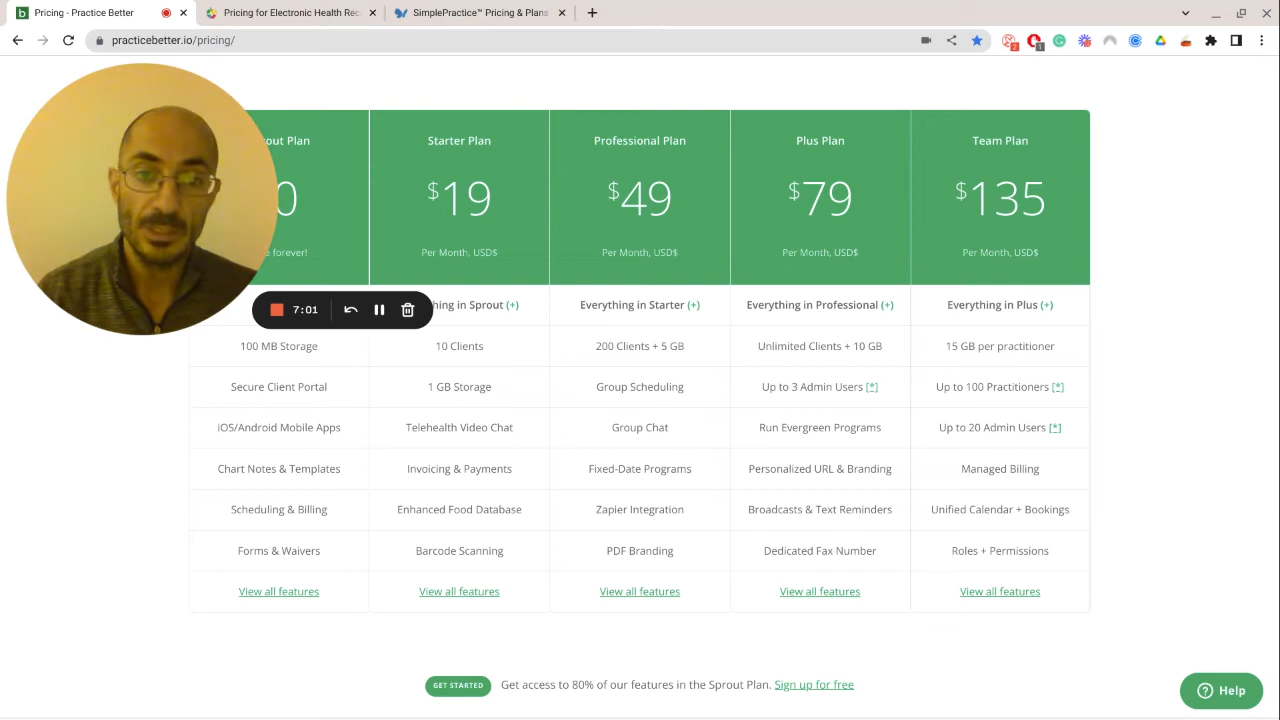 Pricing - Practice Better
Pricing for Electronic Health Rec
SimplePractice™ Pricing & Plans
practicebetter.io/pricing/
2
1
out Plan
Starter Plan
Professional Plan
Plus Plan
Team Plan
0
$19
$49
$79
$135
e forever!
Per Month, USD$
Per Month, USD$
Per Month, USD$
Per Month, USD$
7:01
hing in Sprout (+)
Everything in Starter (+)
Everything in Professional (+)
Everything in Plus (+)
100 MB Storage
10 Clients
200 Clients + 5 GB
Unlimited Clients + 10 GB
15 GB per practitioner
Secure Client Portal
1 GB Storage
Group Scheduling
Up to 3 Admin Users [*]
Up to 100 Practitioners [*]
iOS/Android Mobile Apps
Telehealth Video Chat
Group Chat
Run Evergreen Programs
Up to 20 Admin Users [*]
Chart Notes & Templates
Invoicing & Payments
Fixed-Date Programs
Personalized URL & Branding
Managed Billing
Scheduling & Billing
Enhanced Food Database
Zapier Integration
Broadcasts & Text Reminders
Unified Calendar + Bookings
Forms & Waivers
Barcode Scanning
PDF Branding
Dedicated Fax Number
Roles + Permissions
View all features
View all features
View all features
View all features
View all features
GET STARTED
Get access to 80% of our features in the Sprout Plan. Sign up for free
Help